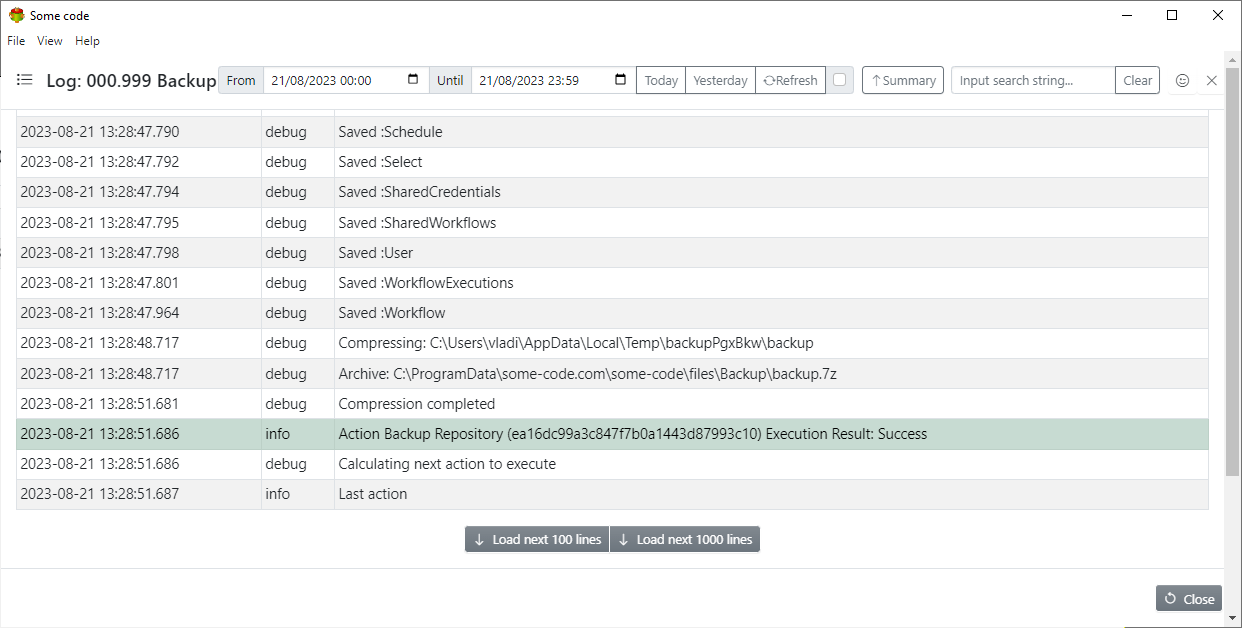 Some code
File View Help
Log: 000.999 Backup From 21/08/2023 00:00 Until 21/08/2023 23:59 Today Yesterday Refresh ↑ Summary Input search string... Clear
2023-08-21 13:28:47.790 debug Saved :Schedule
2023-08-21 13:28:47.792 debug Saved :Select
2023-08-21 13:28:47.794 debug Saved :SharedCredentials
2023-08-21 13:28:47.795 debug Saved :SharedWorkflows
2023-08-21 13:28:47.798 debug Saved :User
2023-08-21 13:28:47.801 debug Saved :WorkflowExecutions
2023-08-21 13:28:47.964 debug Saved :Workflow
2023-08-21 13:28:48.717 debug Compressing: C:\Users\vladi\AppData\Local\Temp\backupPgxBkw\backup
2023-08-21 13:28:48.717 debug Archive: C:\ProgramData\some-code.com\some-code\files\Backup\backup.7z
2023-08-21 13:28:51.681 debug Compression completed
2023-08-21 13:28:51.686 info Action Backup Repository (ea16dc99a3c847f7b0a1443d87993c10) Execution Result: Success
2023-08-21 13:28:51.686 debug Calculating next action to execute
2023-08-21 13:28:51.687 info Last action
↓ Load next 100 lines ↓ Load next 1000 lines
Close